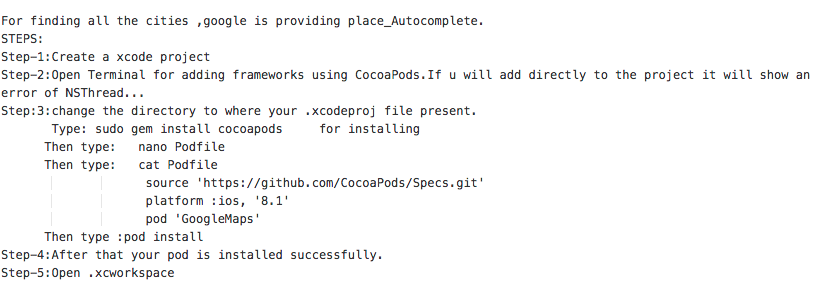 For finding all the cities ,google is providing place_Autocomplete.
STEPS:
Step-1:Create a xcode project
Step-2:Open Terminal for adding frameworks using CocoaPods.If u will add directly to the project it will show an
error of NSThread...
Step:3:change the directory to where your .xcodeproj file present.
Type: sudo gem install cocoapods     for installing
Then type:   nano Podfile
Then type:   cat Podfile
source 'https://github.com/CocoaPods/Specs.git'
platform :ios, '8.1'
pod 'GoogleMaps'
Then type :pod install
Step-4:After that your pod is installed successfully.
Step-5:Open .xcworkspace